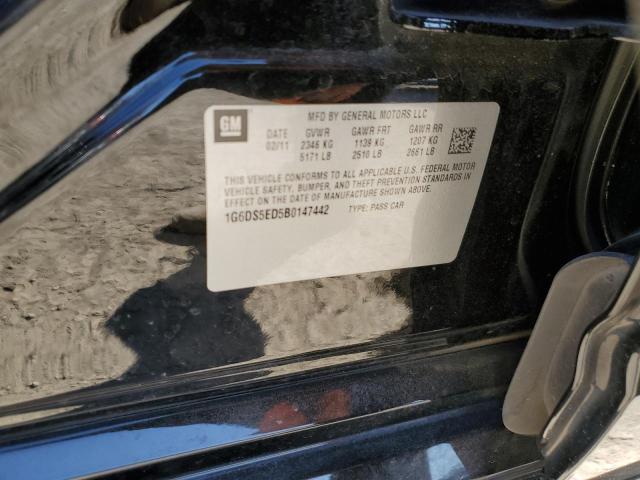 GM
MFD BY GENERAL MOTORS LLC
DATE GVWR GAWR FRT GAWR RR
02/11 2346 KG 1139 KG 1207 KG
5171 LB 2510 LB 2661 LB
THIS VEHICLE CONFORMS TO ALL APPLICABLE U.S. FEDERAL MOTOR
VEHICLE SAFETY, BUMPER, AND THEFT PREVENTION STANDARDS IN
EFFECT ON THE DATE OF MANUFACTURE SHOWN ABOVE.
1G6DS5ED5B0147442 TYPE: PASS CAR